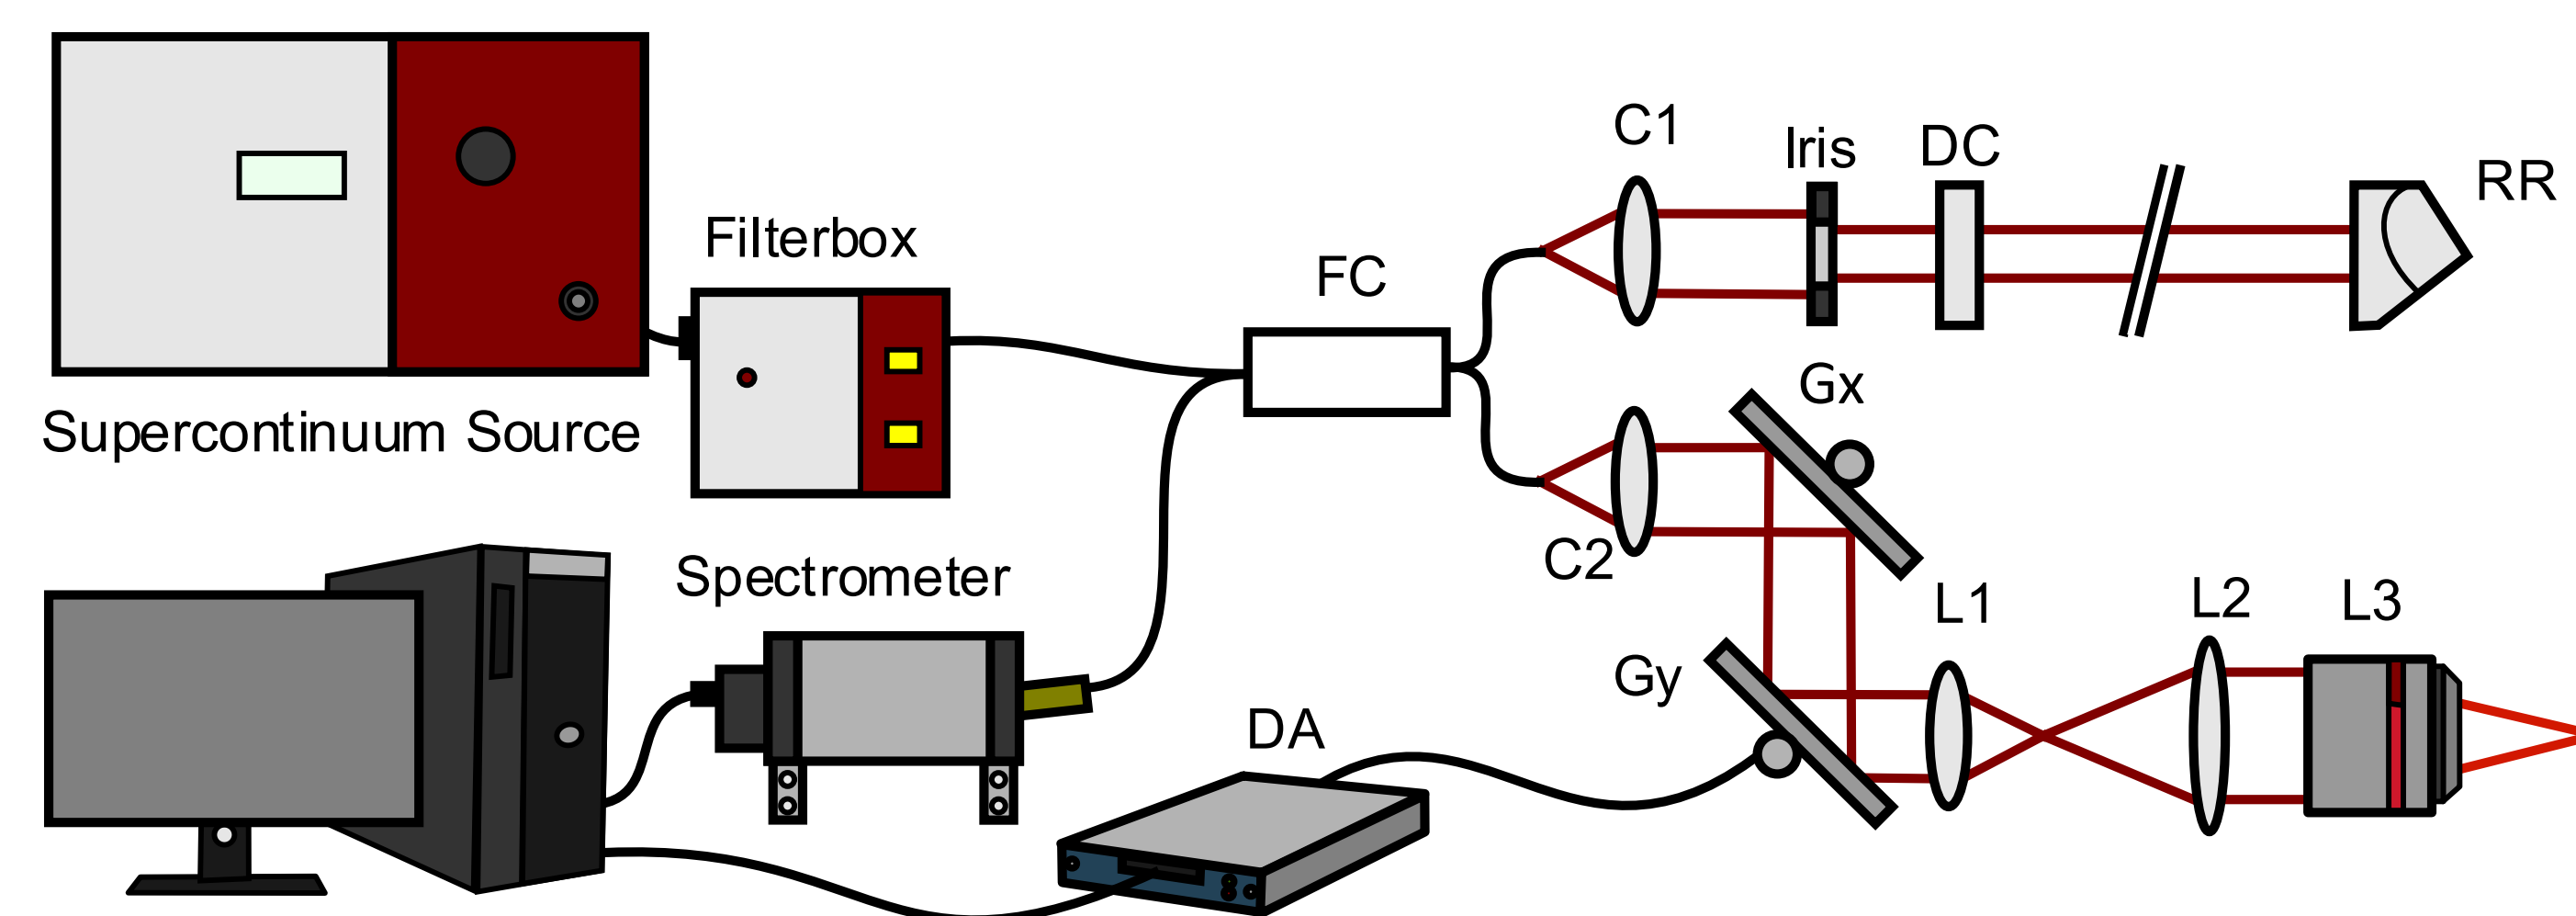 C1
Iris
DC
RR
Filterbox
FC
Gx
Supercontinuum Source
C2
Spectrometer
L1
L2
L3
Gy
DA